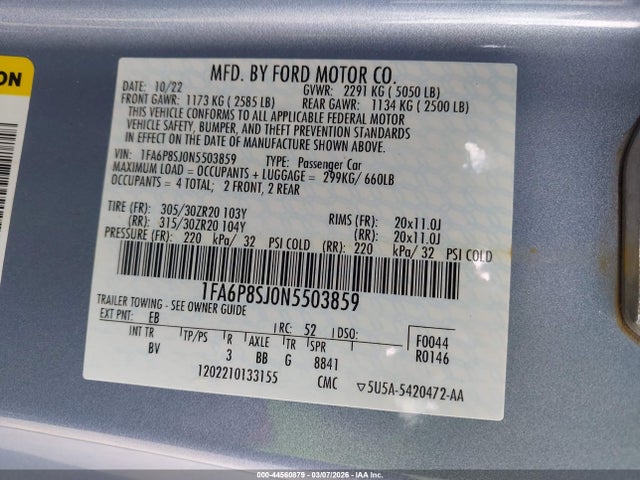 ON
MFD. BY FORD MOTOR CO.
DATE: 10/22 GVWR: 2291 KG ( 5050 LB)
FRONT GAWR: 1173 KG ( 2585 LB) REAR GAWR: 1134 KG ( 2500 LB)
THIS VEHICLE CONFORMS TO ALL APPLICABLE FEDERAL MOTOR
VEHICLE SAFETY, BUMPER, AND THEFT PREVENTION STANDARDS
IN EFFECT ON THE DATE OF MANUFACTURE SHOWN ABOVE.
VIN: 1FA6P8SJ0N5503859 TYPE: Passenger Car
MAXIMUM LOAD = OCCUPANTS + LUGGAGE = 299KG/ 660LB
OCCUPANTS = 4 TOTAL; 2 FRONT, 2 REAR
TIRE (FR): 305/30ZR20 103Y RIMS (FR): 20x11.0J
(RR): 315/30ZR20 104Y (RR): 20x11.0J
PRESSURE (FR): 220 kPa/ 32 PSI COLD (RR): 220 kPa/ 32 PSI COLD
1FA6P8SJ0N5503859
TRAILER TOWING - SEE OWNER GUIDE
EXT PNT: EB RC: 52 DSO: F0044
INT TR TP/PS R AXLE TR SPR R0146
BV 3 BB G 8841
1202210133155 CMC ▽5U5A-5420472-AA
000-44560879 - 03/07/2026 - IAA Inc.